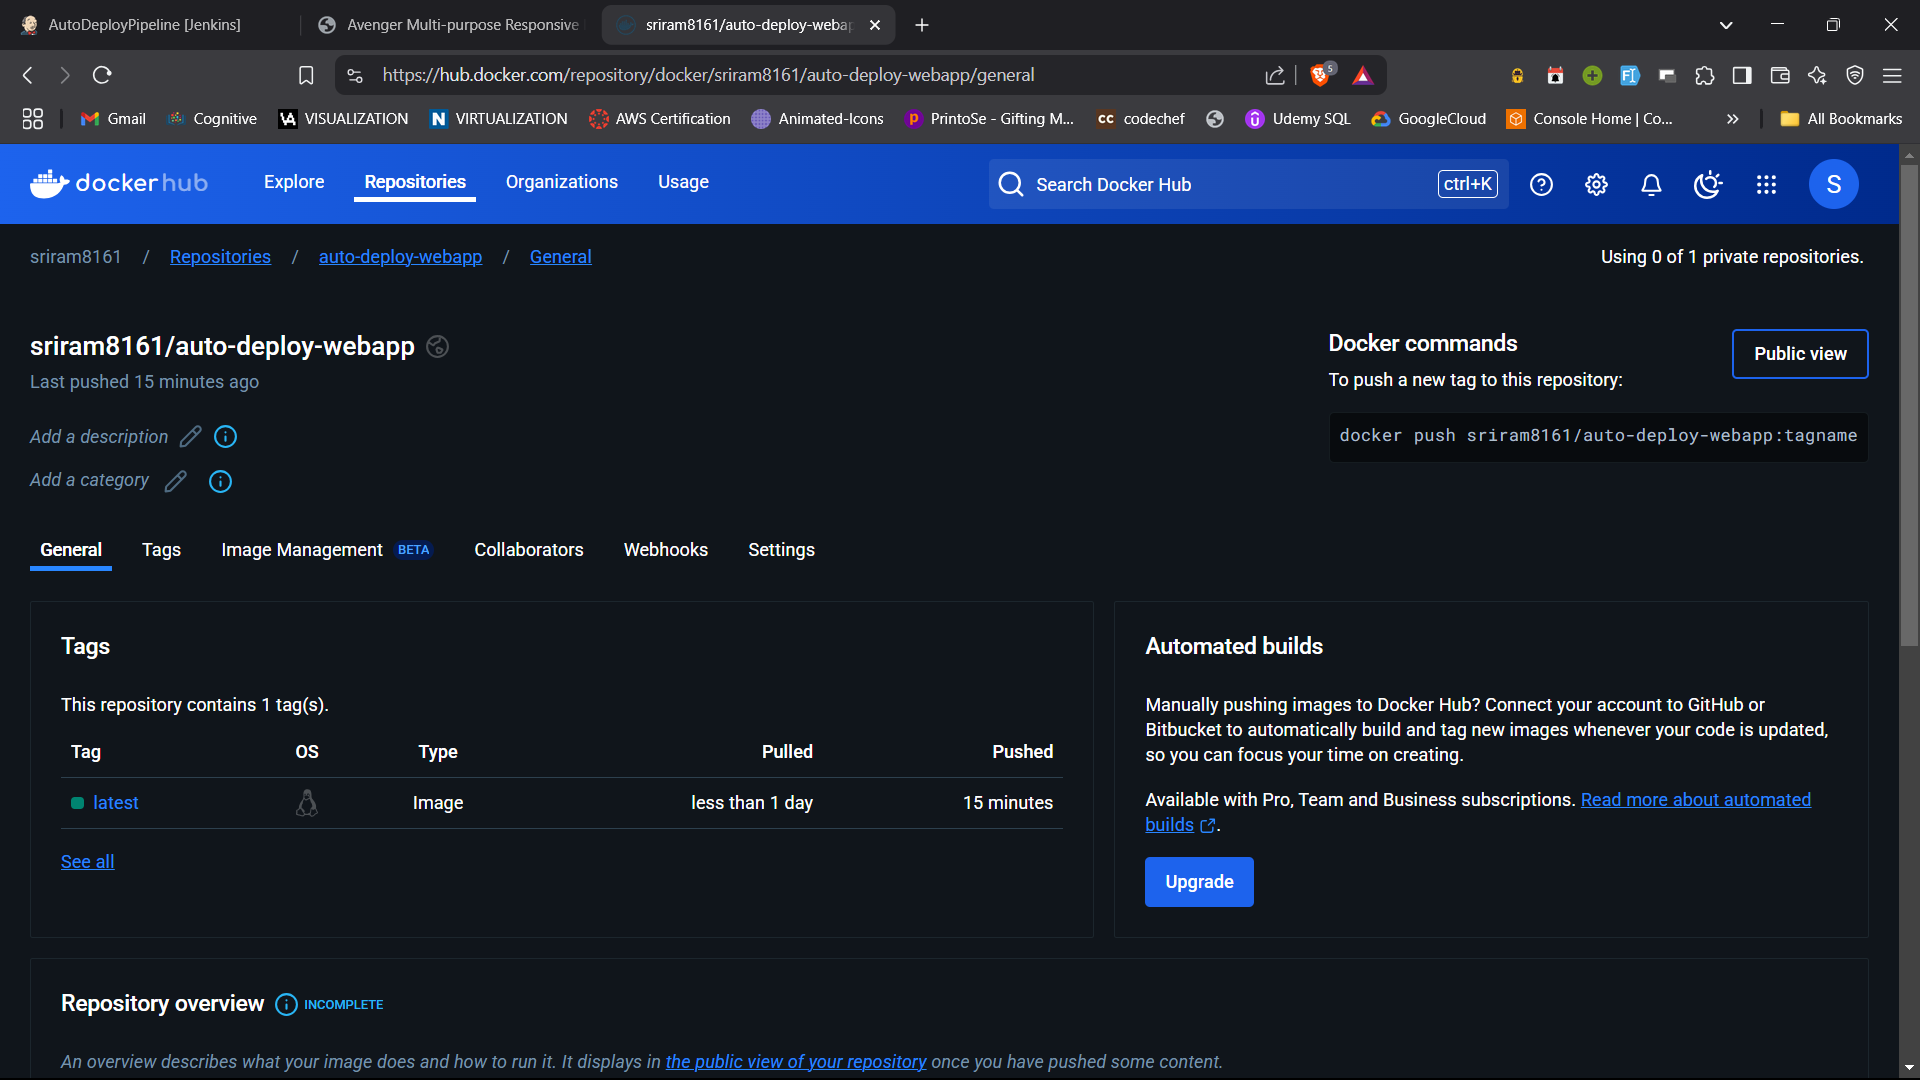 AutoDeployPipeline [Jenkins]
Avenger Multi-purpose Responsive
sriram8161/auto-deploy-webap
https://hub.docker.com/repository/docker/sriram8161/auto-deploy-webapp/general
5
Gmail
Cognitive
VISUALIZATION
VIRTUALIZATION
AWS Certification
Animated-Icons
PrintoSe - Gifting M...
codechef
Udemy SQL
GoogleCloud
Console Home | Co...
All Bookmarks
dockerhub
Explore
Repositories
Organizations
Usage
Search Docker Hub
ctrl+K
S
sriram8161 / Repositories / auto-deploy-webapp / General
Using 0 of 1 private repositories.
sriram8161/auto-deploy-webapp
Last pushed 15 minutes ago
Add a description
Add a category
Docker commands
Public view
To push a new tag to this repository:
docker push sriram8161/auto-deploy-webapp:tagname
General
Tags
Image Management BETA
Collaborators
Webhooks
Settings
Tags
This repository contains 1 tag(s).
Tag OS Type Pulled Pushed
latest Image less than 1 day 15 minutes
See all
Automated builds
Manually pushing images to Docker Hub? Connect your account to GitHub or
Bitbucket to automatically build and tag new images whenever your code is updated,
so you can focus your time on creating.
Available with Pro, Team and Business subscriptions. Read more about automated
builds .
Upgrade
Repository overview INCOMPLETE
An overview describes what your image does and how to run it. It displays in the public view of your repository once you have pushed some content.